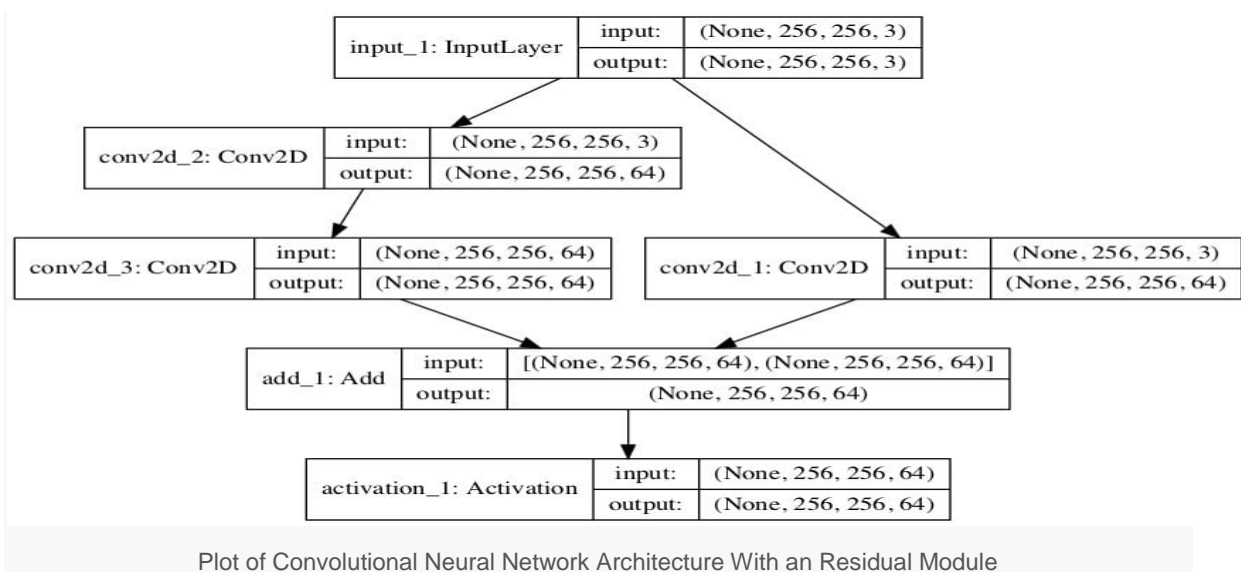 input_1: InputLayer
input: (None, 256, 256, 3)
output: (None, 256, 256, 3)
conv2d_2: Conv2D
input: (None, 256, 256, 3)
output: (None, 256, 256, 64)
conv2d_3: Conv2D
input: (None, 256, 256, 64)
output: (None, 256, 256, 64)
conv2d_1: Conv2D
input: (None, 256, 256, 3)
output: (None, 256, 256, 64)
add_1: Add
input: [(None, 256, 256, 64), (None, 256, 256, 64)]
output: (None, 256, 256, 64)
activation_1: Activation
input: (None, 256, 256, 64)
output: (None, 256, 256, 64)
Plot of Convolutional Neural Network Architecture With an Residual Module